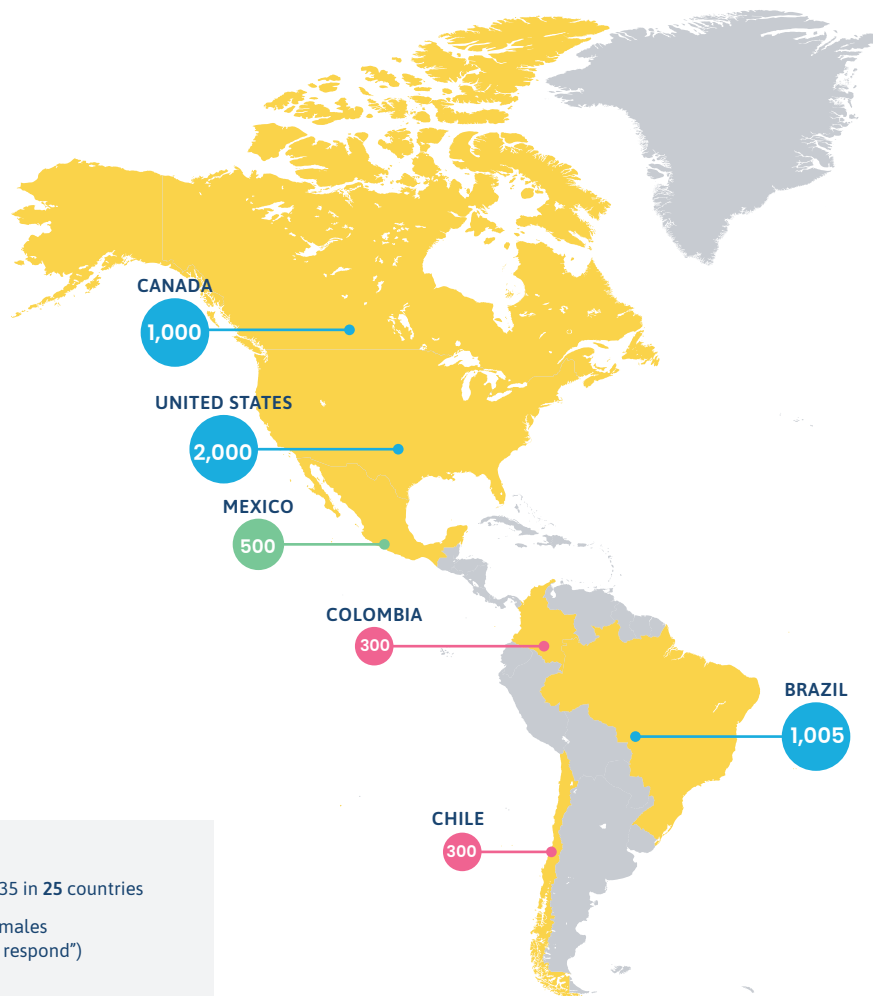 CANADA
1,000
UNITED STATES
2,000
MEXICO
500
COLOMBIA
300
BRAZIL
1,005
CHILE
300
35 in 25 countries
males
respond”)